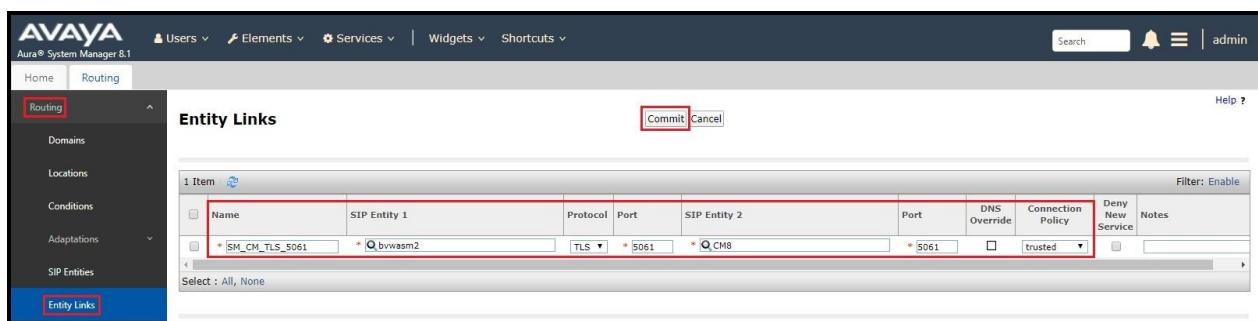 AVAYA
Aura® System Manager 8.1
Users Elements Services | Widgets Shortcuts Search admin
Home Routing
Routing
Help ?
Entity Links
Commit Cancel
Domains
Locations
1 Item Filter: Enable
Conditions
Name SIP Entity 1 Protocol Port SIP Entity 2 Port DNS Override Connection Policy Deny New Service Notes
Adaptations
* SM_CM_TLS_5061 * bvwasm2 TLS * 5061 * CM8 * 5061 trusted
SIP Entities
Select : All, None
Entity Links